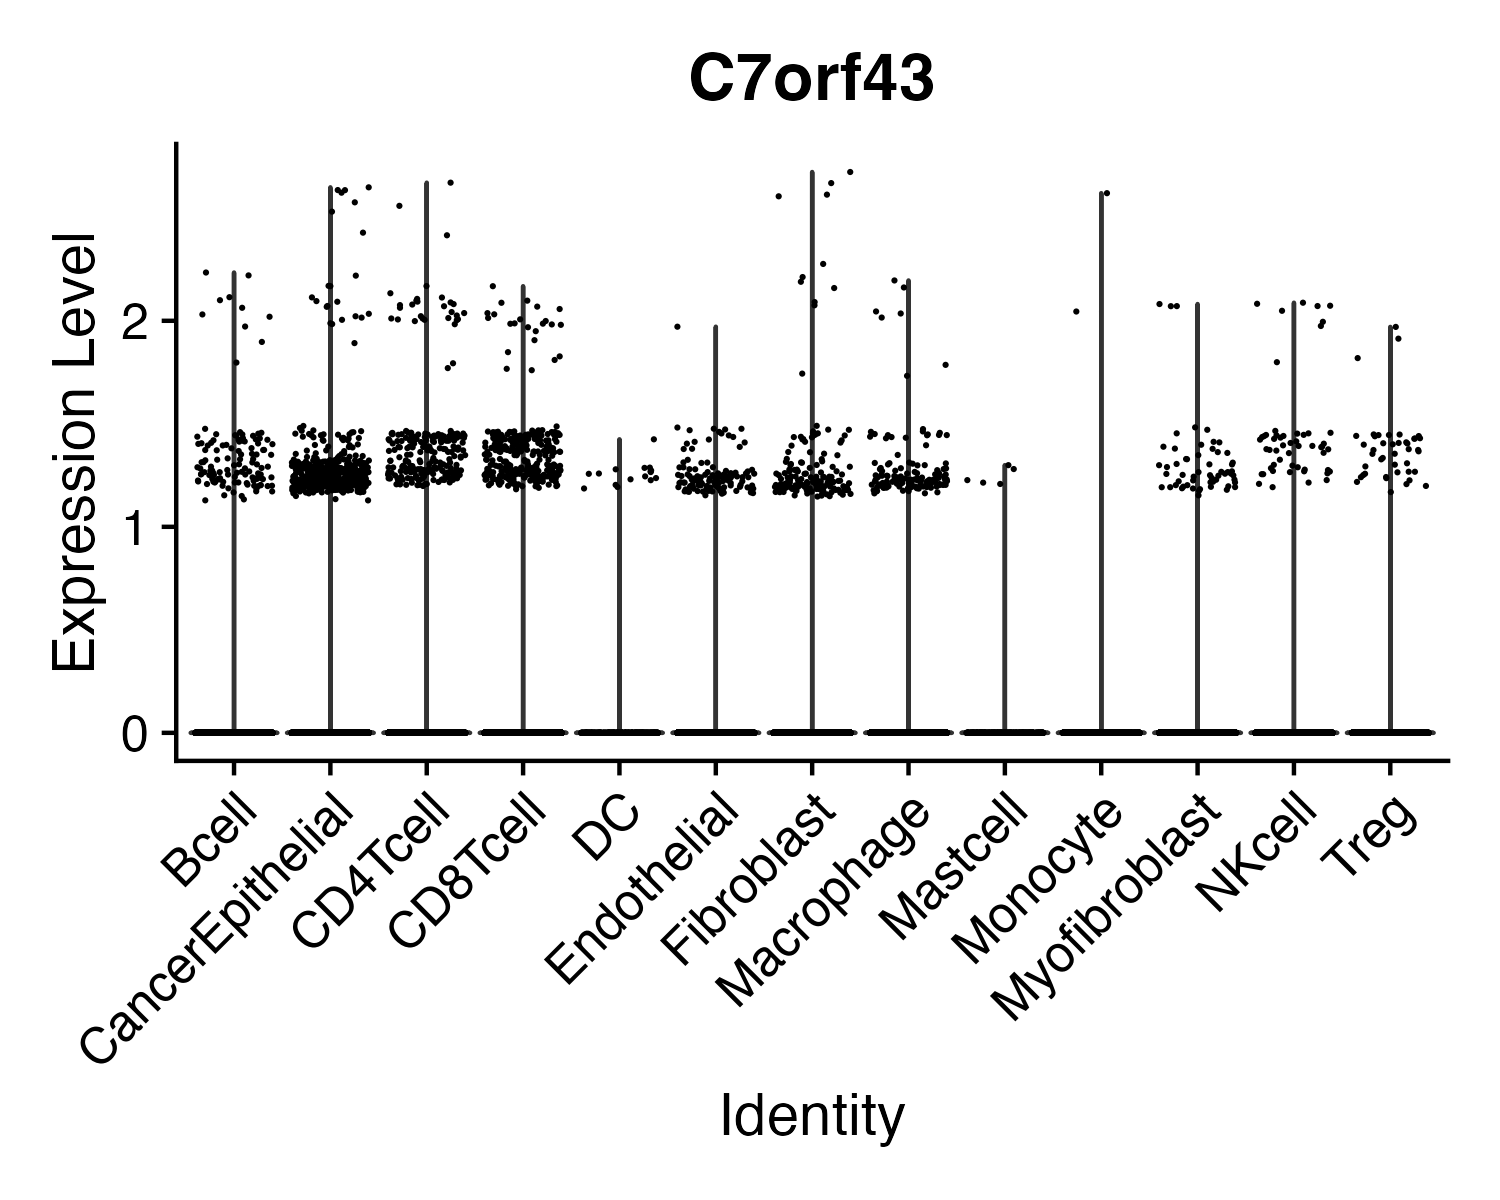 C7orf43
Expression Level
2
1
0
Bcell
CancerEpithelial
CD4Tcell
CD8Tcell
DC
Endothelial
Fibroblast
Macrophage
Mastcell
Monocyte
Myofibroblast
NKcell
Treg
Identity